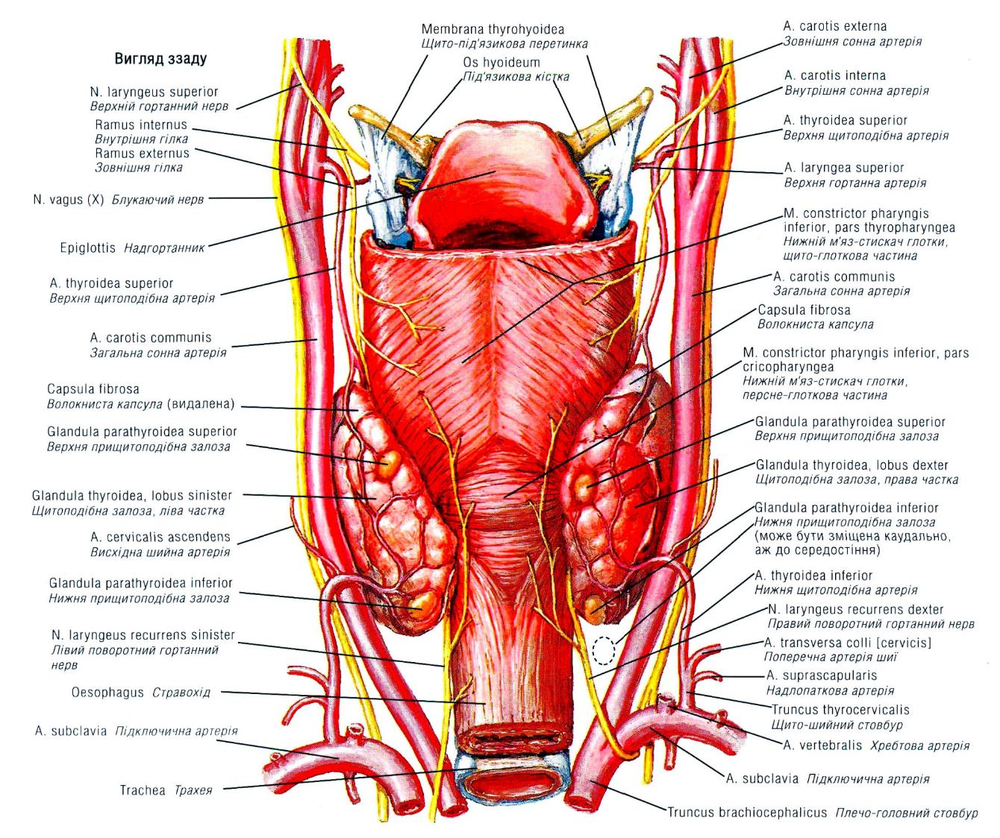 Вигляд ззаду
Membrana thyrohyoidea
Щито-під'язикова перетинка
Os hyoideum
Під'язикова кістка
N. laryngeus superior
Верхній гортанний нерв
Ramus internus
Внутрішня гілка
Ramus externus
Зовнішня гілка
N. vagus (X) Блукаючий нерв
Epiglottis Надгортанник
A. thyroidea superior
Верхня щитоподібна артерія
A. carotis communis
Загальна сонна артерія
Capsula fibrosa
Волокниста капсула (видалена)
Glandula parathyroidea superior
Верхня прищитоподібна залоза
Glandula thyroidea, lobus sinister
Щитоподібна залоза, ліва частка
A. cervicalis ascendens
Висхідна шийна артерія
Glandula parathyroidea inferior
Нижня прищитоподібна залоза
N. laryngeus recurrens sinister
Лівий поворотний гортанний
нерв
Oesophagus Стравохід
A. subclavia Підключична артерія
Trachea Трахея
A. carotis externa
Зовнішня сонна артерія
A. carotis interna
Внутрішня сонна артерія
A. thyroidea superior
Верхня щитоподібна артерія
A. laryngea superior
Верхня гортанна артерія
M. constrictor pharyngis
inferior, pars thyropharyngea
Нижній м'яз-стискач глотки,
щито-глоткова частина
A. carotis communis
Загальна сонна артерія
Capsula fibrosa
Волокниста капсула
M. constrictor pharyngis inferior, pars
cricopharyngea
Нижній м'яз-стискач глотки,
персне-глоткова частина
Glandula parathyroidea superior
Верхня прищитоподібна залоза
Glandula thyroidea, lobus dexter
Щитоподібна залоза, права частка
Glandula parathyroidea inferior
Нижня прищитоподібна залоза
(може бути зміщена каудально,
аж до середостіння)
A. thyroidea inferior
Нижня щитоподібна артерія
N. laryngeus recurrens dexter
Правий поворотний гортанний нерв
A. transversa colli [cervicis]
Поперечна артерія шиї
A. suprascapularis
Надлопаткова артерія
Truncus thyrocervicalis
Щито-шийний стовбур
A. vertebralis Хребтова артерія
A. subclavia Підключична артерія
Truncus brachiocephalicus Плечо-головний стовбур